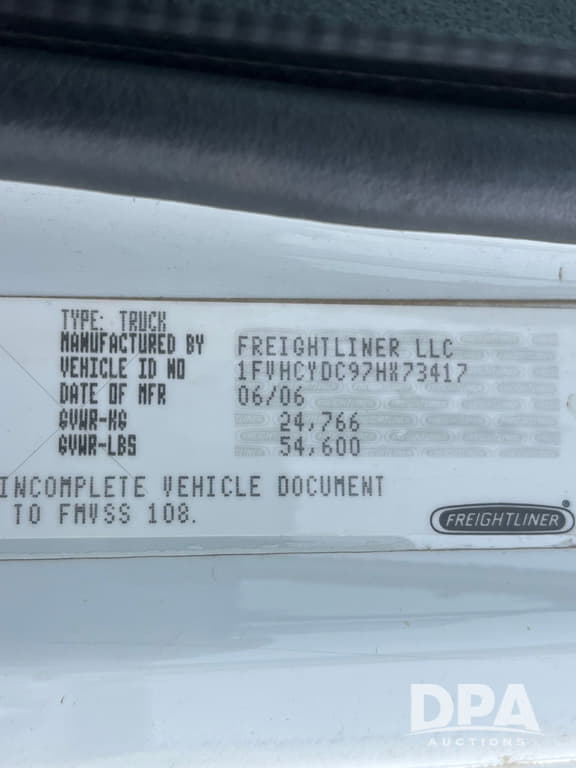 TYPE: TRUCK
MANUFACTURED BY FREIGHTLINER LLC
VEHICLE ID NO 1FVHCYDC97HX73417
DATE OF MFR 06/06
GVWR-KG 24,766
GVWR-LBS 54,600
INCOMPLETE VEHICLE DOCUMENT
TO FMVSS 108.
FREIGHTLINER
DPA
AUCTIONS